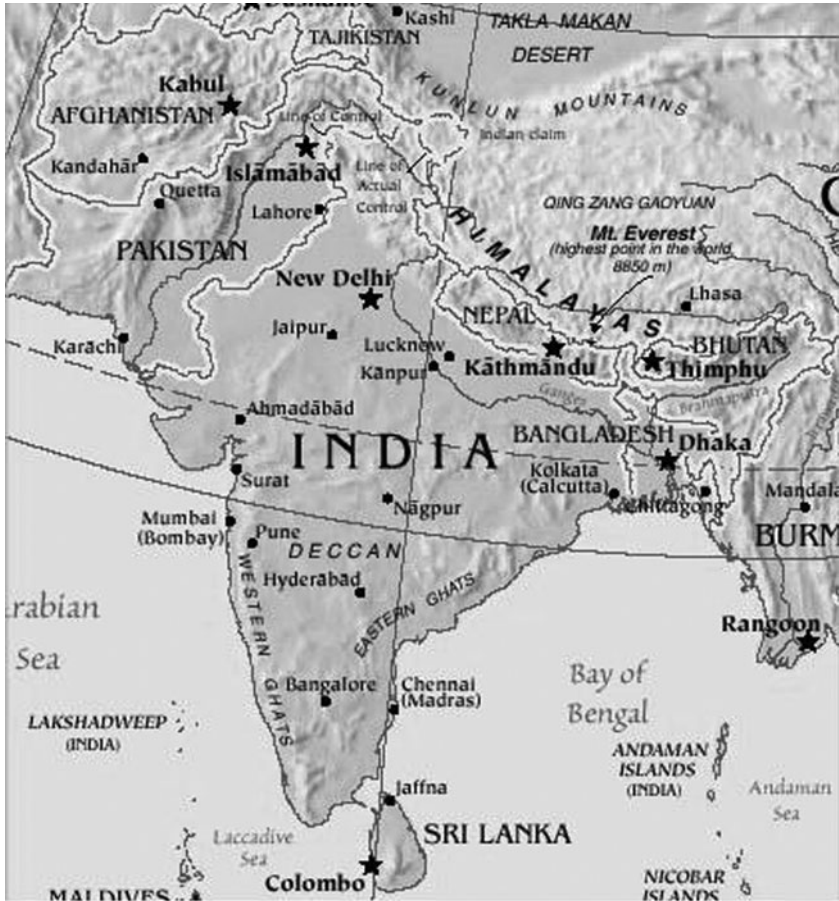 Kashi
TAKLA MAKAN
DESERT
TAJIKISTAN
KUNLUN MOUNTAINS
Kabul
AFGHANISTAN
Line of Control
Indian claim
Kandahār
Islāmābād
Line of
Actual
Control
Quetta
Lahore
QING ZANG GAOYUAN
HIMALAYAS
Mt. Everest
(highest point in the world,
8850 m)
PAKISTAN
New Delhi
Lhasa
NEPAL
Jaipur
Lucknow
BHUTAN
Karāchi
Kānpur
Kāthmāndu
Thimphu
Ganges
Brahmaputra
Ahmadābād
INDIA
BANGLADESH
Dhaka
Surat
Kolkata
(Calcutta)
Nāgpur
Chittagong
Mumbai
(Bombay)
Pune
DECCAN
Hyderābād
WESTERN GHATS
EASTERN GHATS
Rangoon
Sea
Bangalore
Chennai
(Madras)
Bay of
Bengal
LAKSHADWEEP
(INDIA)
ANDAMAN
ISLANDS
(INDIA)
Andaman
Sea
Jaffna
Laccadive
Sea
SRI LANKA
Colombo
NICOBAR
ISLANDS
MALDIVES